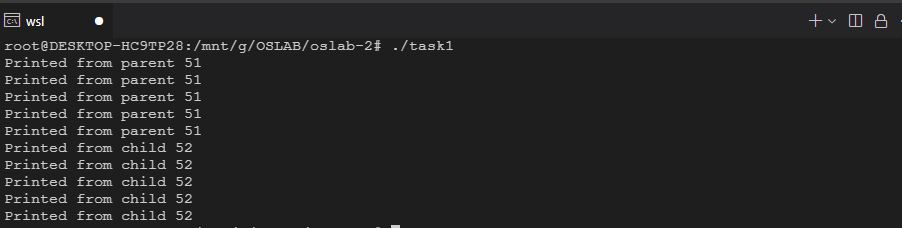 wsl
root@DESKTOP-HC9TP28:/mnt/g/OSLAB/oslab-2# ./task1
Printed from parent 51
Printed from parent 51
Printed from parent 51
Printed from parent 51
Printed from parent 51
Printed from child 52
Printed from child 52
Printed from child 52
Printed from child 52
Printed from child 52